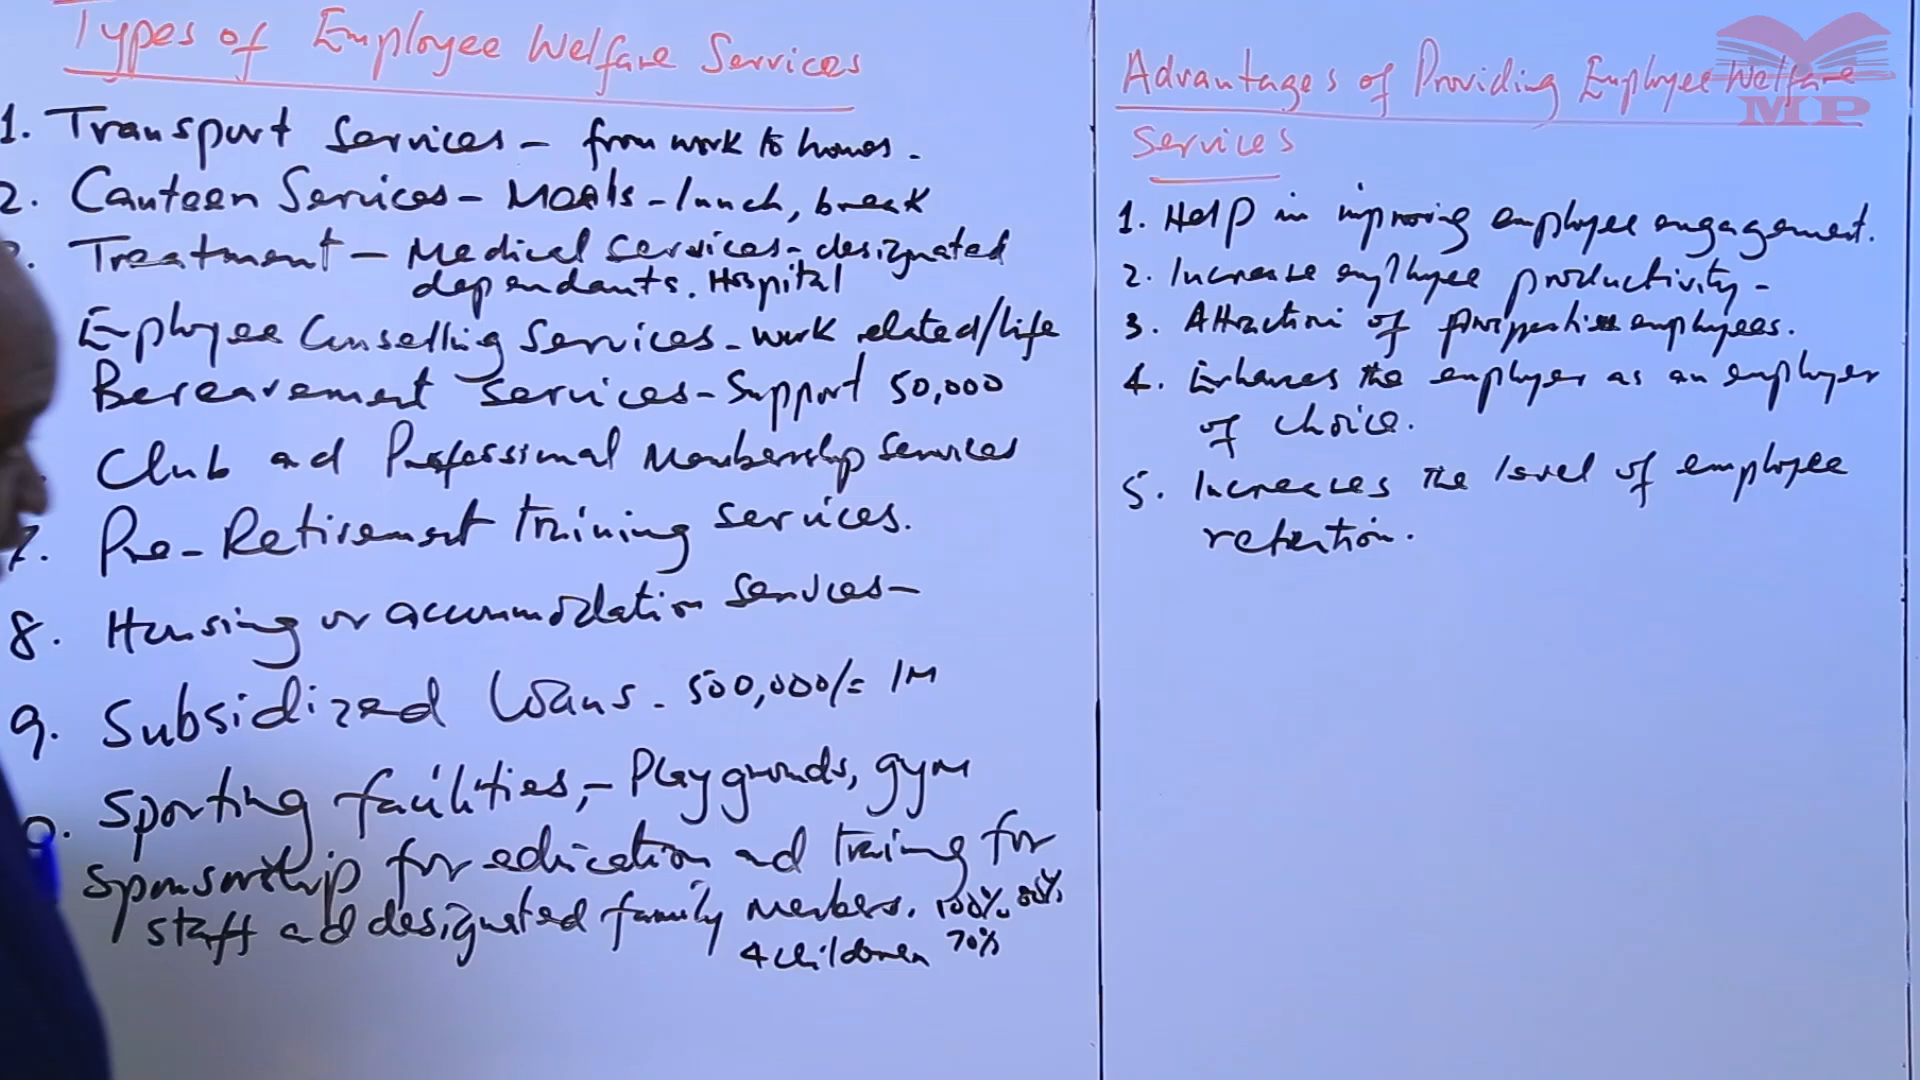 Types of Employee Welfare Services
1. Transport Services - from work to homes.
2. Canteen Services - Meals - lunch, break
Treatment - Medical Services - designated
dependants. Hospital
Employee Counselling Services - work related/life
Bereavement Services - Support 50,000
Club and Professional Membership Services
7. Pre-Retirement training services.
8. Housing or accommodation services -
9. Subsidized Loans - 500,000/= 1M
0. Sporting facilities, - Playgrounds, gym
Sponsorship for education and training for
staff and designated family members. 100%
4 children 70%
Advantages of Providing Employee Welfare
Services
1. Help in improving employee engagement.
2. Increase employee productivity -
3. Attraction of employees.
4. Enhances the employer as an employer
of choice.
5. Increases the level of employee
retention.
MP